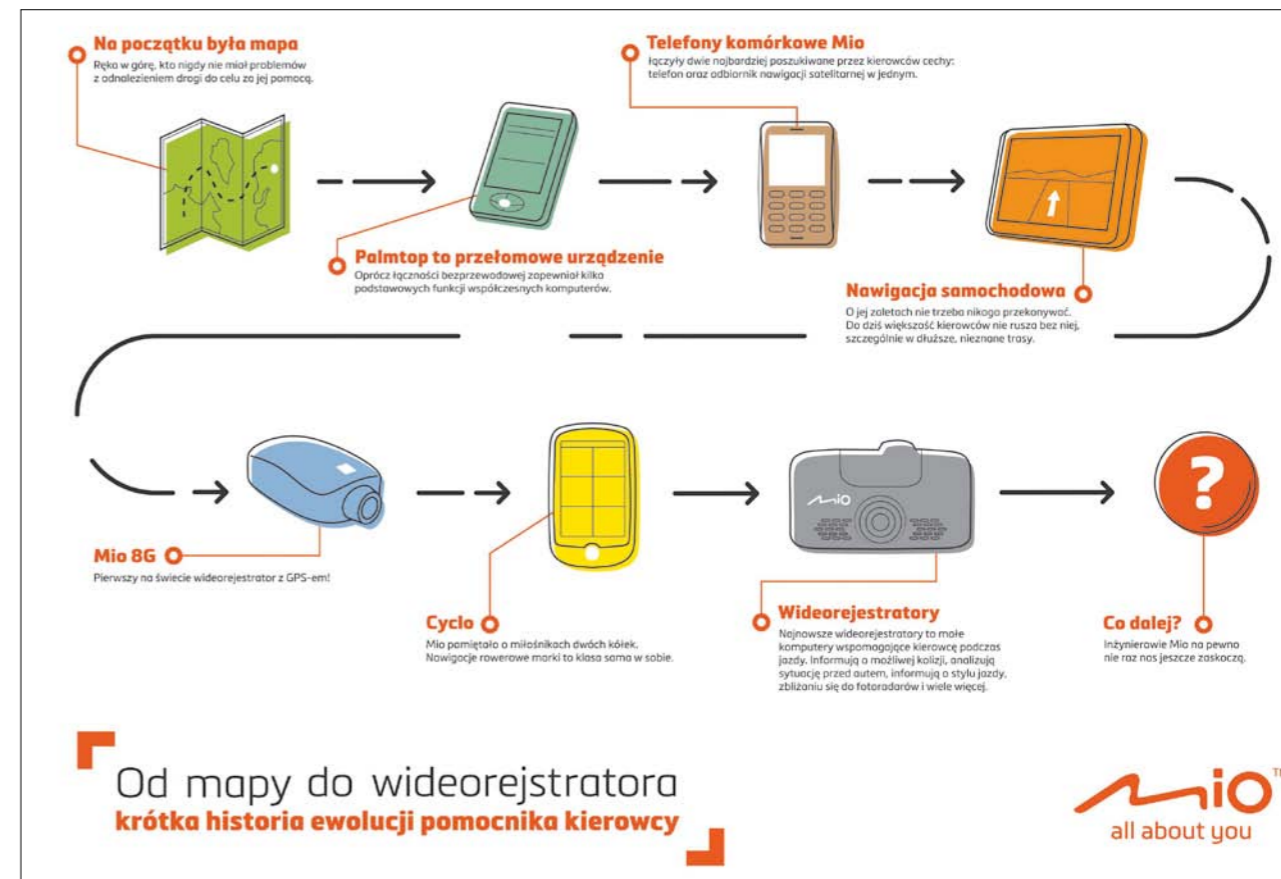 Na początku była mapa
Ręka w górę, kto nigdy nie miał problemów
z odnalezieniem drogi do celu za jej pomocą.
Telefony komórkowe Mio
łączyły dwie najbardziej poszukiwane przez kierowców cechy:
telefon oraz odbiornik nawigacji satelitarnej w jednym.
Palmtop to przełomowe urządzenie
Oprócz łączności bezprzewodowej zapewniał kilka
podstawowych funkcji współczesnych komputerów.
Nawigacja samochodowa
O jej zaletach nie trzeba nikogo przekonywać.
Do dziś większość kierowców nie rusza bez niej,
szczególnie w dłuższe, nieznane trasy.
Mio 8G
Pierwszy na świecie wideorejestrator z GPS-em!
Cyclo
Mio pamiętało o miłośnikach dwóch kółek.
Nawigacje rowerowe marki to klasa sama w sobie.
Mio
Wideorejestratory
Najnowsze wideorejestratory to małe
komputery wspomagające kierowcę podczas
jazdy. Informują o możliwej kolizji, analizują
sytuację przed autem, informują o stylu jazdy,
zbliżaniu się do fotoradarów i wiele więcej.
?
Co dalej?
Inżynierowie Mio na pewno
nie raz nas jeszcze zaskoczą.
Od mapy do wideorejstratora
krótka historia ewolucji pomocnika kierowcy
Mio™
all about you